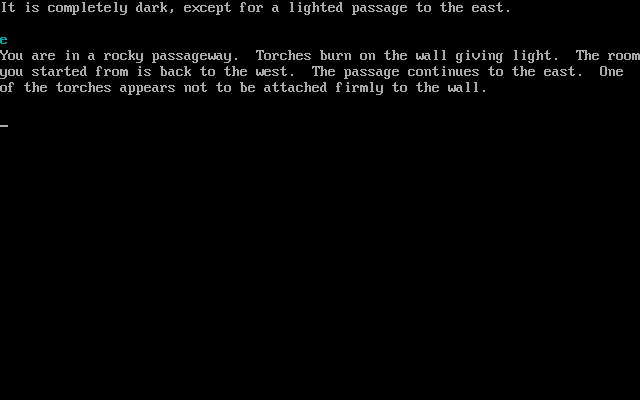 It is completely dark, except for a lighted passage to the east.
e
You are in a rocky passageway.  Torches burn on the wall giving light.  The room
you started from is back to the west.  The passage continues to the east.  One
of the torches appears not to be attached firmly to the wall.